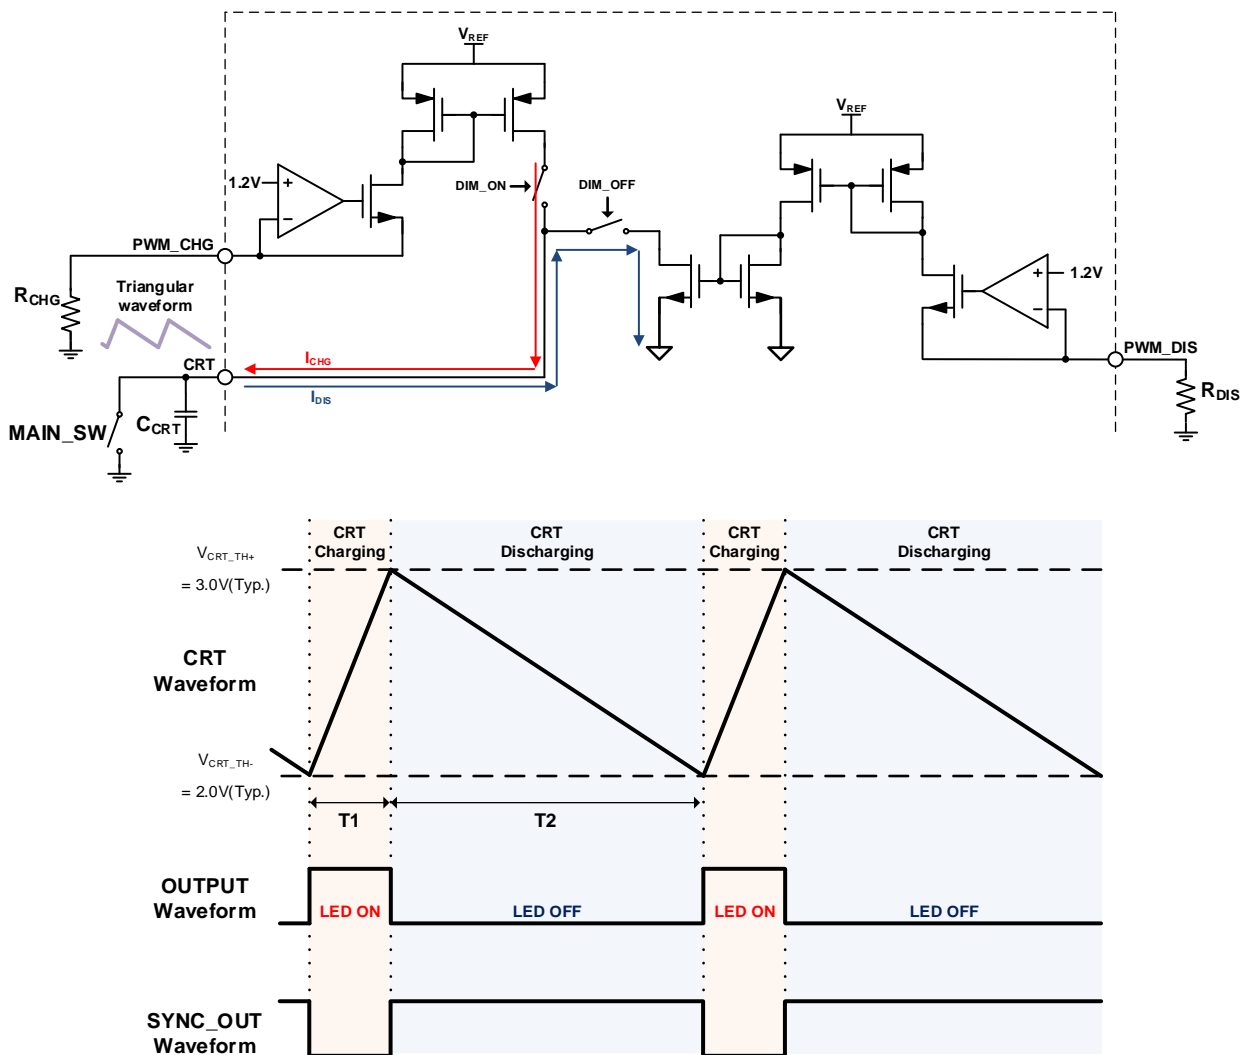 VREF
VREF
1.2V
+
−
DIM_ON
DIM_OFF
PWM_CHG
RCHG
Triangular
waveform
+
1.2V
−
PWM_DIS
RDIS
CRT
ICHG
IDIS
MAIN_SW
CCRT
CRT
Charging
CRT
Discharging
CRT
Charging
CRT
Discharging
VCRT_TH+
= 3.0V(Typ.)
CRT
Waveform
VCRT_TH-
= 2.0V(Typ.)
T1
T2
OUTPUT
Waveform
LED ON
LED OFF
LED ON
LED OFF
SYNC_OUT
Waveform